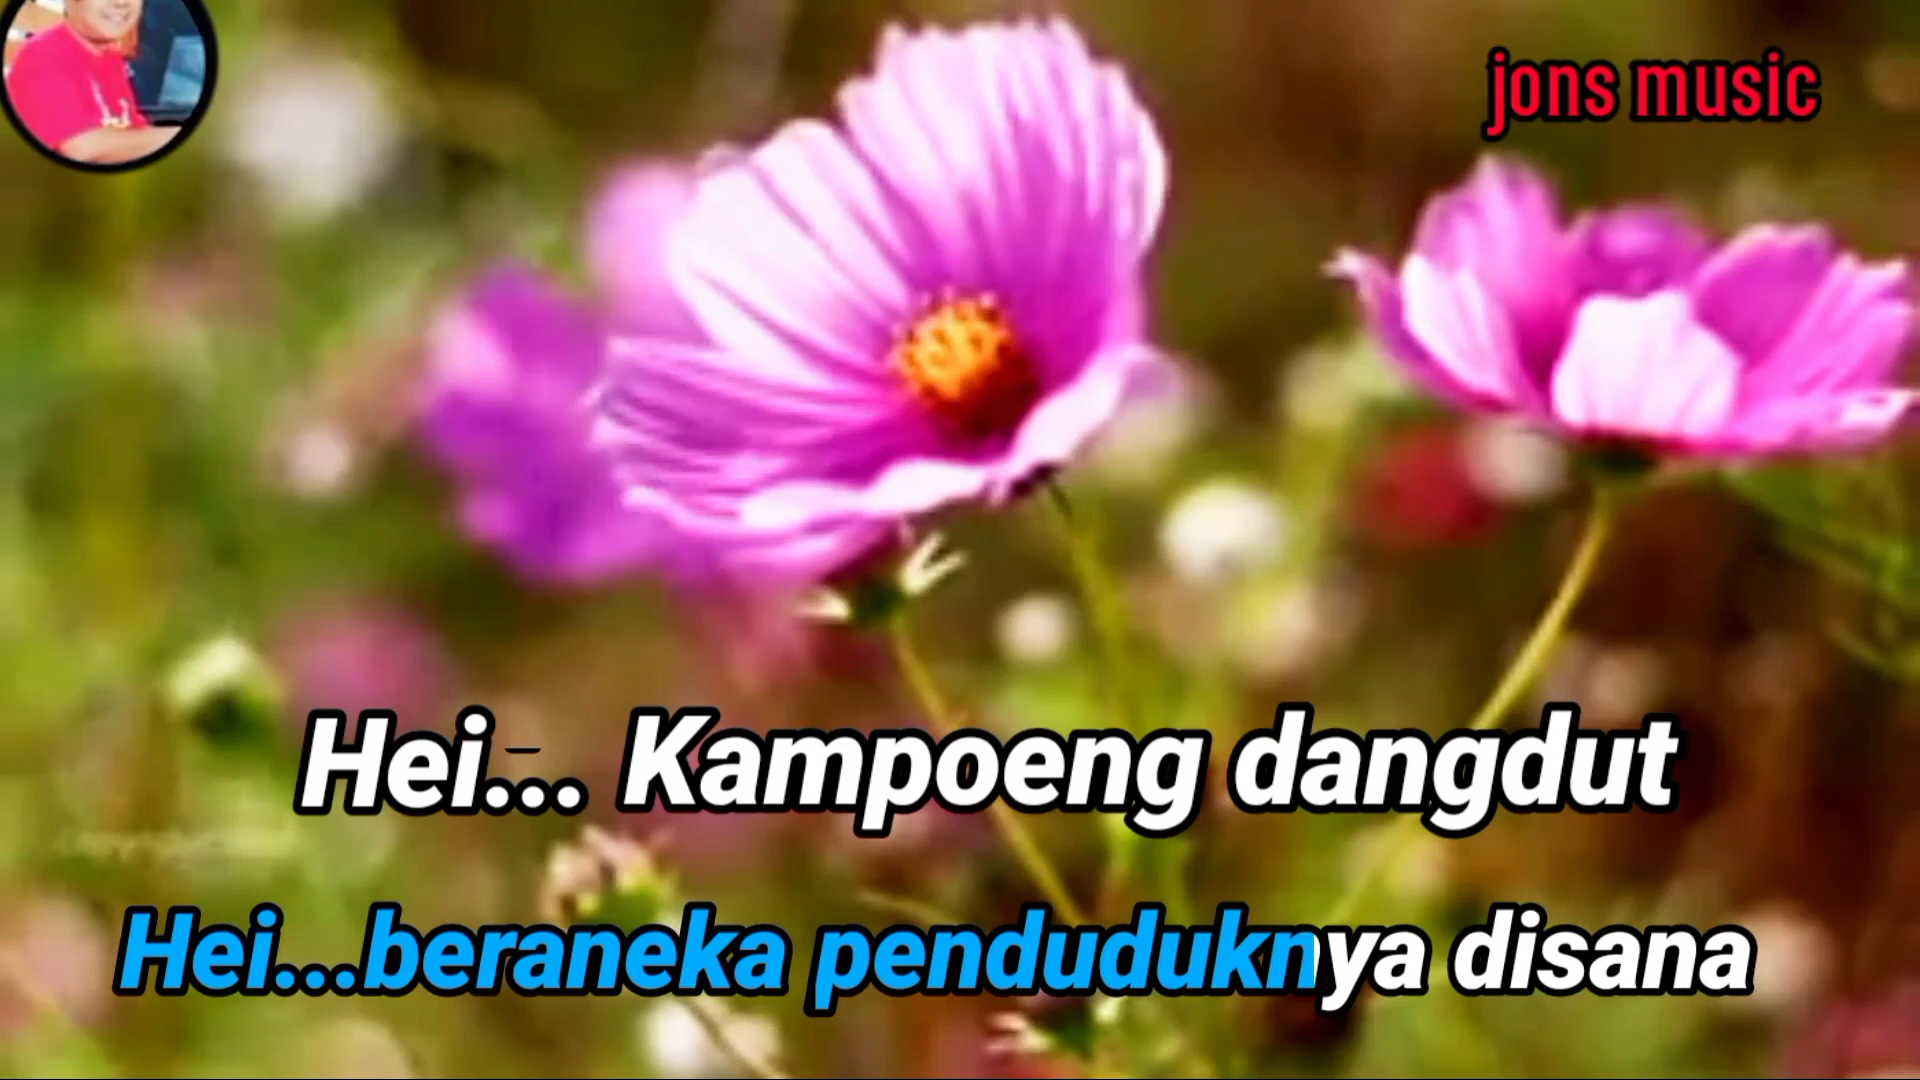 jons music
Hei... Kampoeng dangdut
Hei...beraneka penduduknya disana